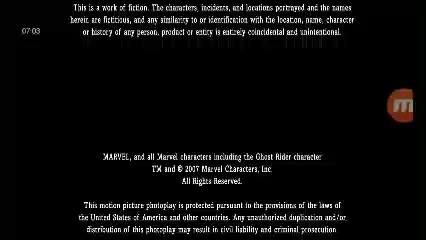 This is a work of fiction. The characters, incidents, and locations portrayed and the names
herein are fictitious, and any similarity to or identification with the location, name, character
or history of any person, product or entity is entirely coincidental and unintentional.
07:03
MARVEL, and all Marvel characters including the Ghost Rider character
TM and © 2007 Marvel Characters, Inc.
All Rights Reserved.
This motion picture photoplay is protected pursuant to the provisions of the laws of
the United States of America and other countries. Any unauthorized duplication and/or
distribution of this photoplay may result in civil liability and criminal prosecution.